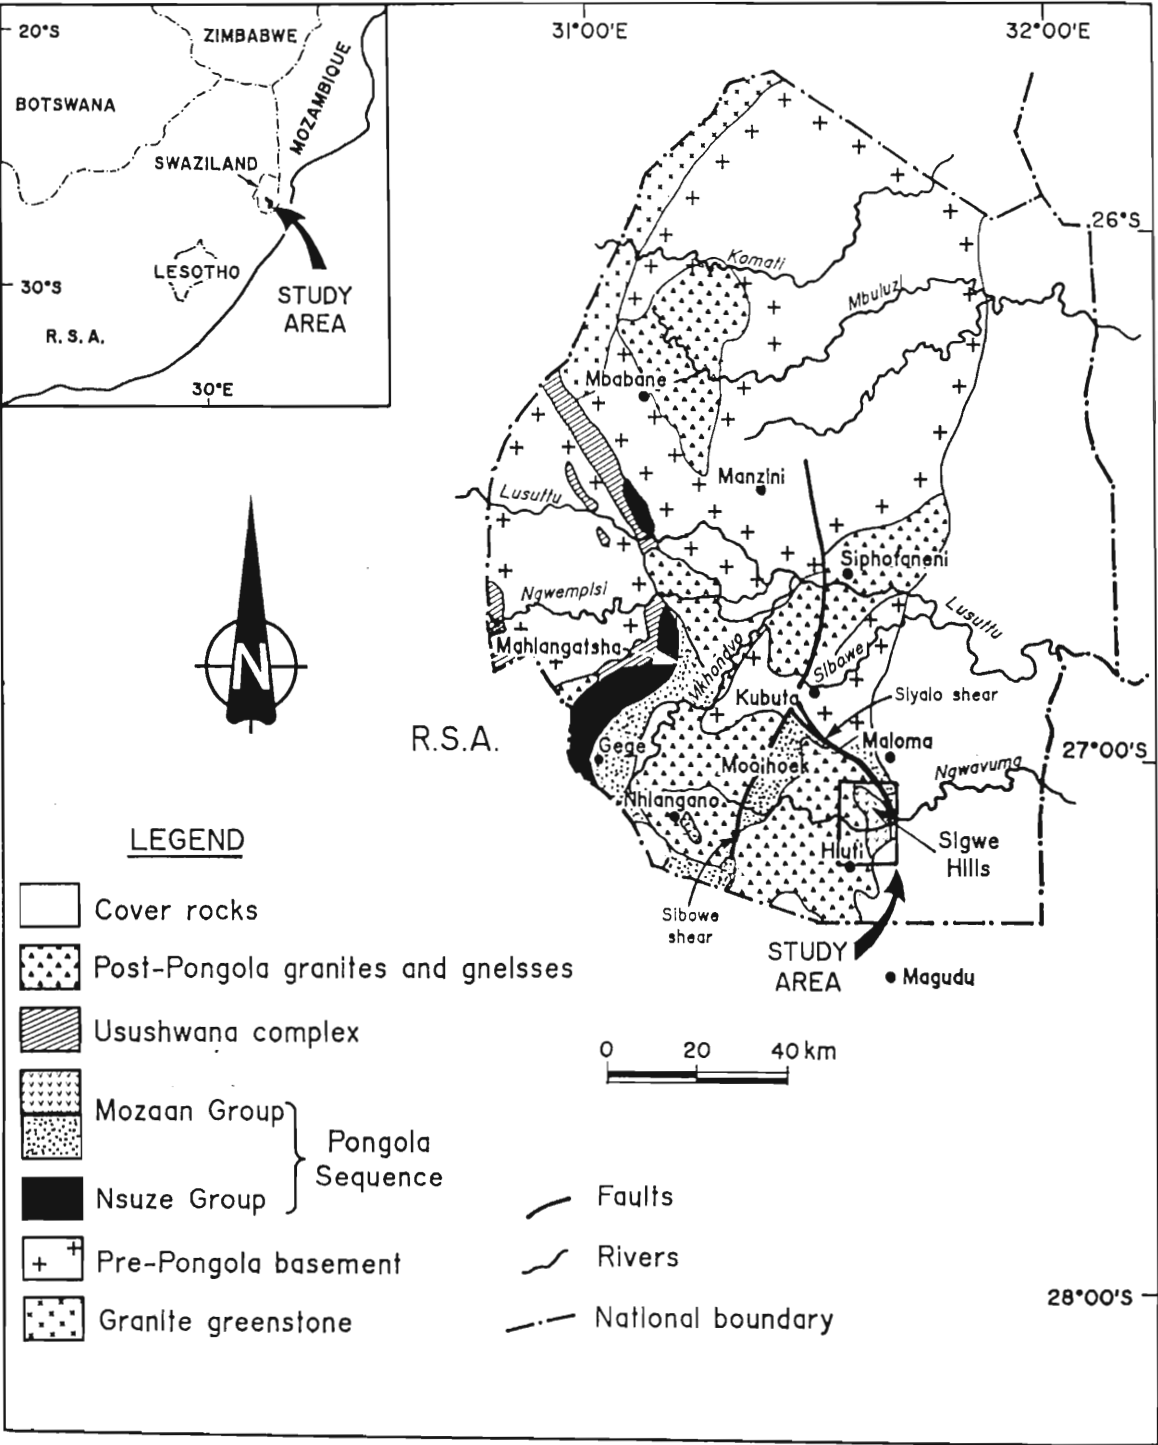 20°S
ZIMBABWE
MOZAMBIQUE
BOTSWANA
SWAZILAND
LESOTHO
30°S
STUDY
AREA
R.S.A.
30°E
31°00'E
32°00'E
26°S
Komati
Mbuluzi
Mbabane
Manzini
Lusuttu
Siphofaneni
Ngwempisi
Lusuttu
Mahlangatsha
Mkhondvo
Sibowe
Kubuta
Siyalo shear
R.S.A.
Gege
Maloma
27°00'S
Mooihoek
Ngwavuma
Nhlangano
Hluti
Sigwe
Hills
Sibowe
shear
STUDY
AREA
Magudu
0 20 40 km
N
LEGEND
Cover rocks
Post-Pongola granites and gneisses
Usushwana complex
Mozaan Group
Pongola
Sequence
Nsuze Group
Pre-Pongola basement
Granite greenstone
Faults
Rivers
National boundary
28°00'S